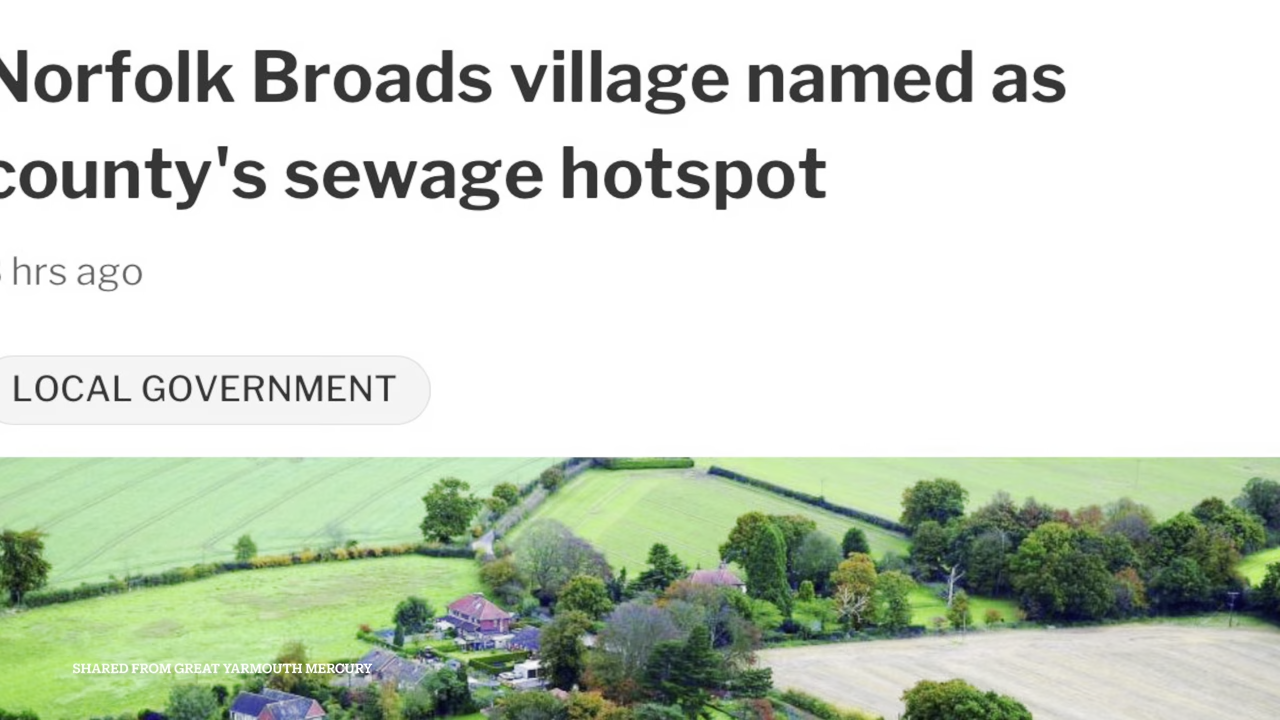 Norfolk Broads village named as
county's sewage hotspot
hrs ago
LOCAL GOVERNMENT
SHARED FROM GREAT YARMOUTH MERCURY